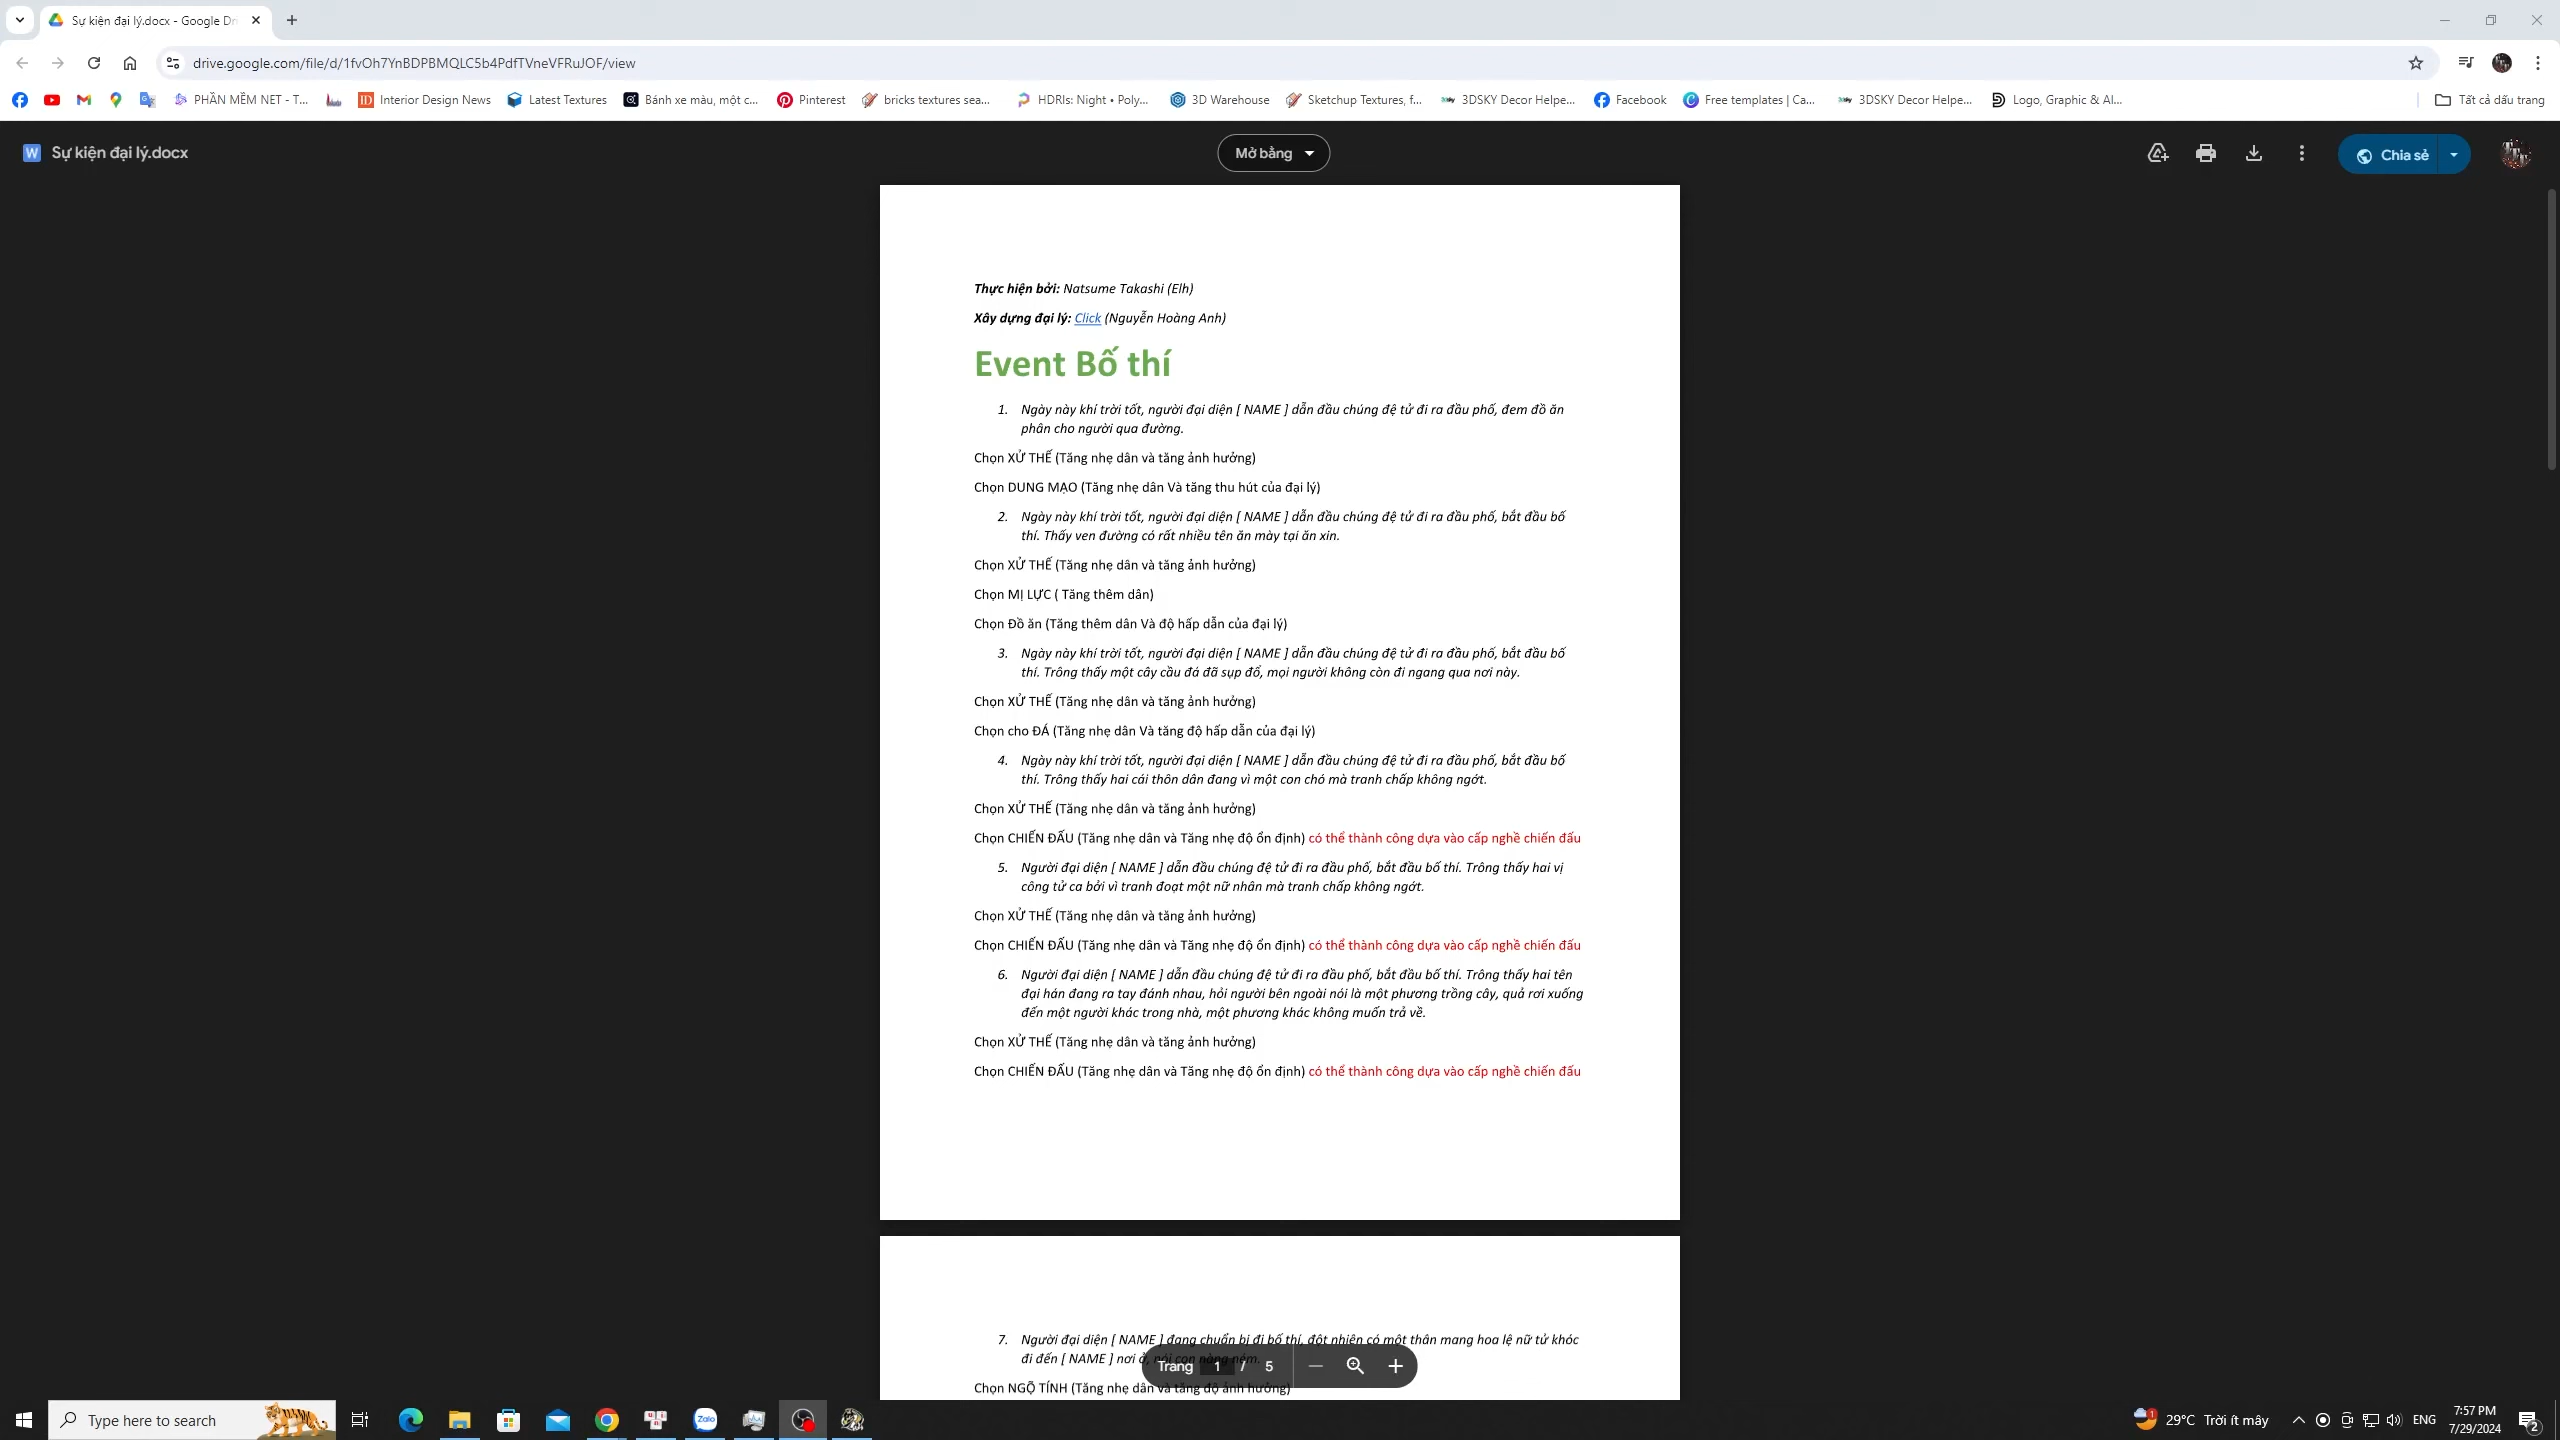 Sự kiện đại lý.docx - Google Dri
drive.google.com/file/d/1fvOh7YnBDPBMQLC5b4PdfTVneVFRuJOF/view
PHẦN MỀM NET - T... Interior Design News Latest Textures Bánh xe màu, một c... Pinterest bricks textures sea... HDRIs: Night • Poly... 3D Warehouse Sketchup Textures, f... 3DSKY Decor Helpe... Facebook Free templates | Ca... 3DSKY Decor Helpe... Logo, Graphic & AI... Tất cả dấu trang
Sự kiện đại lý.docx Mở bằng Chia sẻ
Thực hiện bởi: Natsume Takashi (Elh)
Xây dựng đại lý: Click (Nguyễn Hoàng Anh)
Event Bố thí
1. Ngày này khí trời tốt, người đại diện [ NAME ] dẫn đầu chúng đệ tử đi ra đầu phố, đem đồ ăn
phân cho người qua đường.
Chọn XỬ THẾ (Tăng nhẹ dân và tăng ảnh hưởng)
Chọn DUNG MẠO (Tăng nhẹ dân Và tăng thu hút của đại lý)
2. Ngày này khí trời tốt, người đại diện [ NAME ] dẫn đầu chúng đệ tử đi ra đầu phố, bắt đầu bố
thí. Thấy ven đường có rất nhiều tên ăn mày tại ăn xin.
Chọn XỬ THẾ (Tăng nhẹ dân và tăng ảnh hưởng)
Chọn MỊ LỰC ( Tăng thêm dân)
Chọn Đồ ăn (Tăng thêm dân Và độ hấp dẫn của đại lý)
3. Ngày này khí trời tốt, người đại diện [ NAME ] dẫn đầu chúng đệ tử đi ra đầu phố, bắt đầu bố
thí. Trông thấy một cây cầu đá đã sụp đổ, mọi người không còn đi ngang qua nơi này.
Chọn XỬ THẾ (Tăng nhẹ dân và tăng ảnh hưởng)
Chọn cho ĐÁ (Tăng nhẹ dân Và tăng độ hấp dẫn của đại lý)
4. Ngày này khí trời tốt, người đại diện [ NAME ] dẫn đầu chúng đệ tử đi ra đầu phố, bắt đầu bố
thí. Trông thấy hai cái thôn dân đang vì một con chó mà tranh chấp không ngớt.
Chọn XỬ THẾ (Tăng nhẹ dân và tăng ảnh hưởng)
Chọn CHIẾN ĐẤU (Tăng nhẹ dân và Tăng nhẹ độ ổn định) có thể thành công dựa vào cấp nghề chiến đấu
5. Người đại diện [ NAME ] dẫn đầu chúng đệ tử đi ra đầu phố, bắt đầu bố thí. Trông thấy hai vị
công tử ca bởi vì tranh đoạt một nữ nhân mà tranh chấp không ngớt.
Chọn XỬ THẾ (Tăng nhẹ dân và tăng ảnh hưởng)
Chọn CHIẾN ĐẤU (Tăng nhẹ dân và Tăng nhẹ độ ổn định) có thể thành công dựa vào cấp nghề chiến đấu
6. Người đại diện [ NAME ] dẫn đầu chúng đệ tử đi ra đầu phố, bắt đầu bố thí. Trông thấy hai tên
đại hán đang ra tay đánh nhau, hỏi người bên ngoài nói là một phương trồng cây, quả rơi xuống
đến một người khác trong nhà, một phương khác không muốn trả về.
Chọn XỬ THẾ (Tăng nhẹ dân và tăng ảnh hưởng)
Chọn CHIẾN ĐẤU (Tăng nhẹ dân và Tăng nhẹ độ ổn định) có thể thành công dựa vào cấp nghề chiến đấu
7. Người đại diện [ NAME ] đang chuẩn bị đi bố thí, đột nhiên có một thân mang hoa lệ nữ tử khóc
đi đến [ NAME ] nơi ở, nói con nàng
Trang 1 / 5
Chọn NGỘ TÍNH (Tăng nhẹ dân và tăng độ ảnh hưởng)
Type here to search Zalo 29°C Trời ít mây ENG 7:57 PM
7/29/2024 2